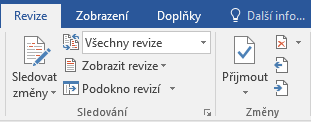 Revize Zobrazení Doplňky Další info...
Všechny revize
Sledovat změny
Zobrazit revize
Podokno revizí
Přijmout
Sledování Změny